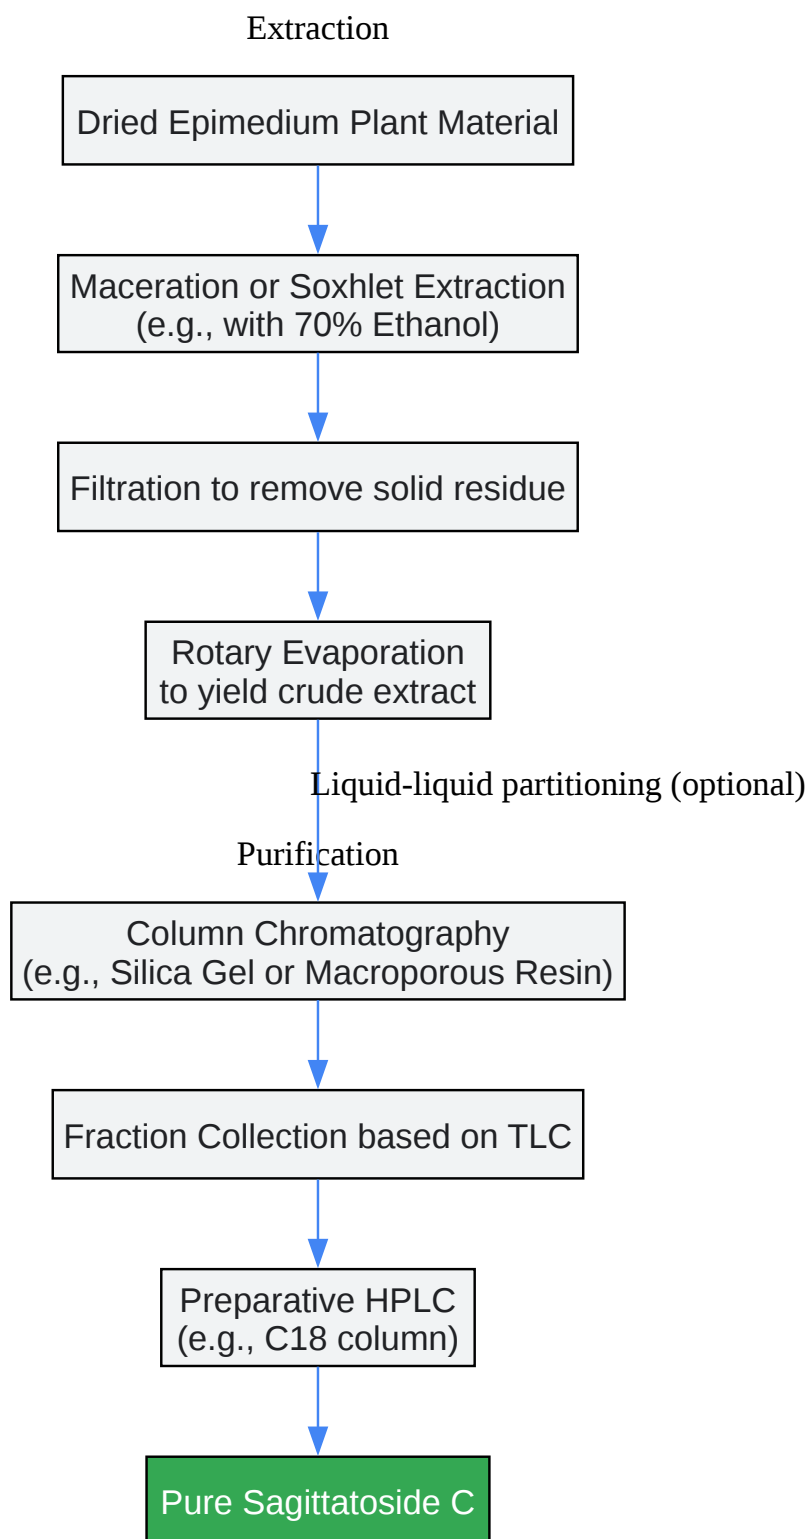 Extraction
Dried Epimedium Plant Material
Maceration or Soxhlet Extraction
(e.g., with 70% Ethanol)
Filtration to remove solid residue
Rotary Evaporation
to yield crude extract
Liquid-liquid partitioning (optional)
Purification
Column Chromatography
(e.g., Silica Gel or Macroporous Resin)
Fraction Collection based on TLC
Preparative HPLC
(e.g., C18 column)
Pure Sagittatoside C